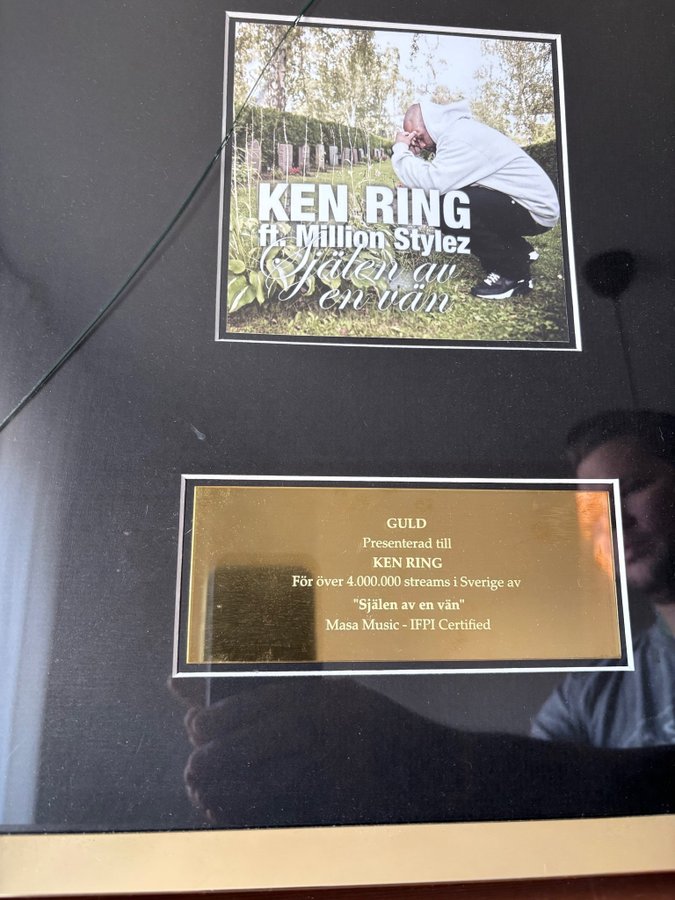 KEN RING
ft. Million Stylez
Själen av
en vän
GULD
Presenterad till
KEN RING
För över 4.000.000 streams i Sverige av
"Själen av en vän"
Masa Music - IFPI Certified